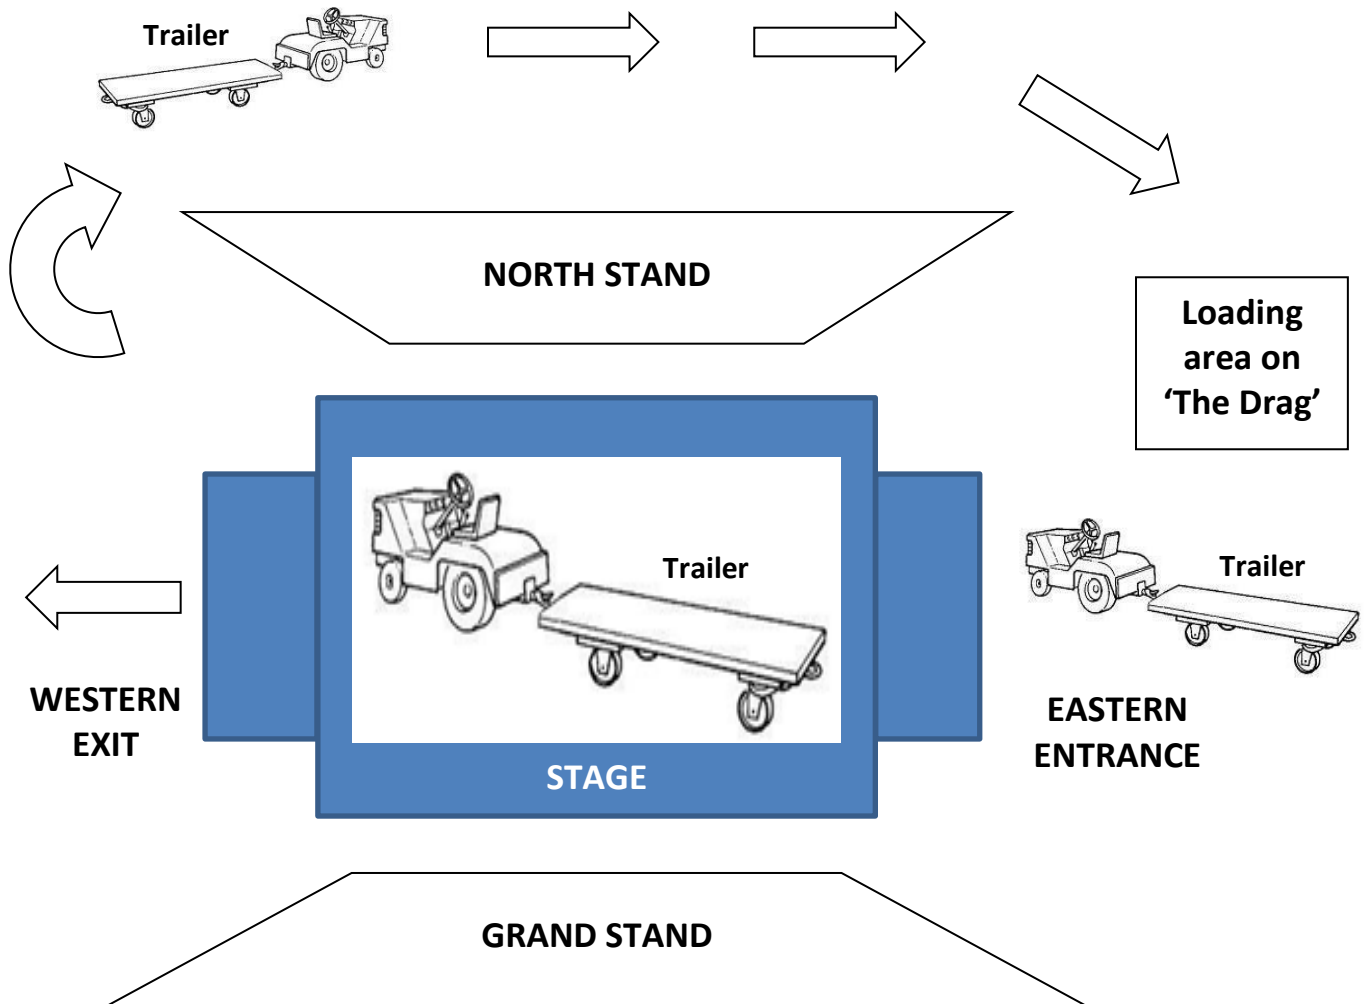 Trailer
NORTH STAND
Loading
area on
‘The Drag’
Trailer
Trailer
WESTERN
EXIT
EASTERN
ENTRANCE
STAGE
GRAND STAND